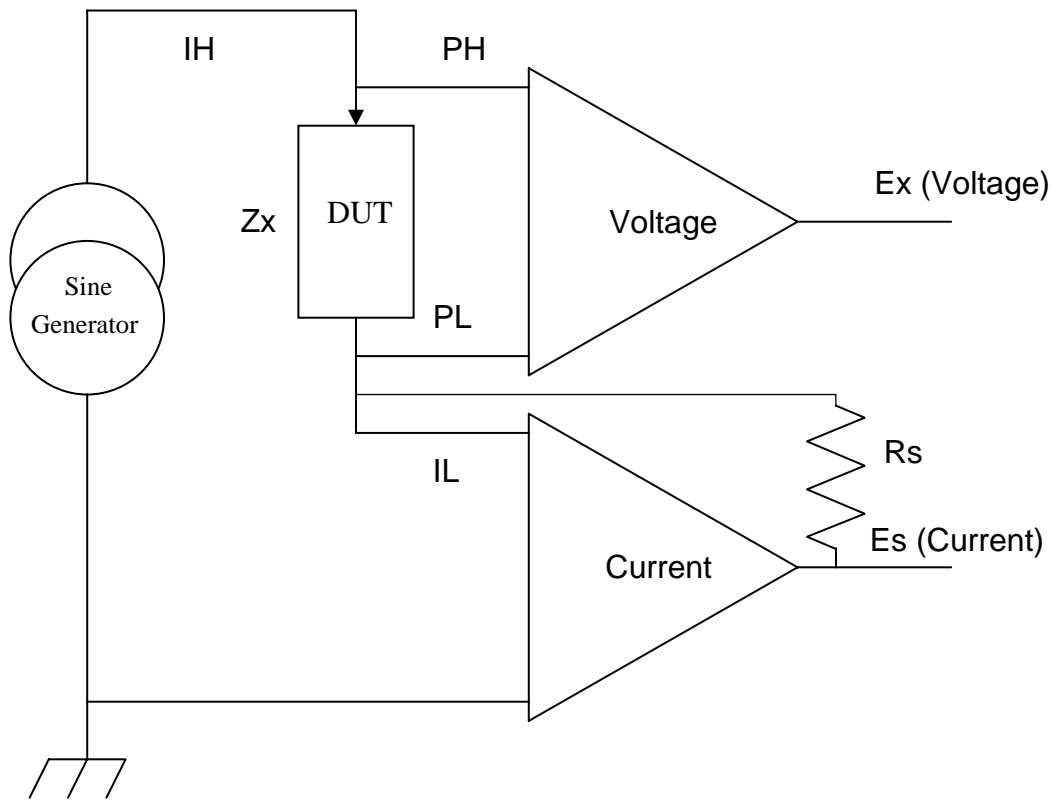 IH
PH
Ex (Voltage)
Zx
DUT
Voltage
Sine
Generator
PL
IL
Rs
Es (Current)
Current